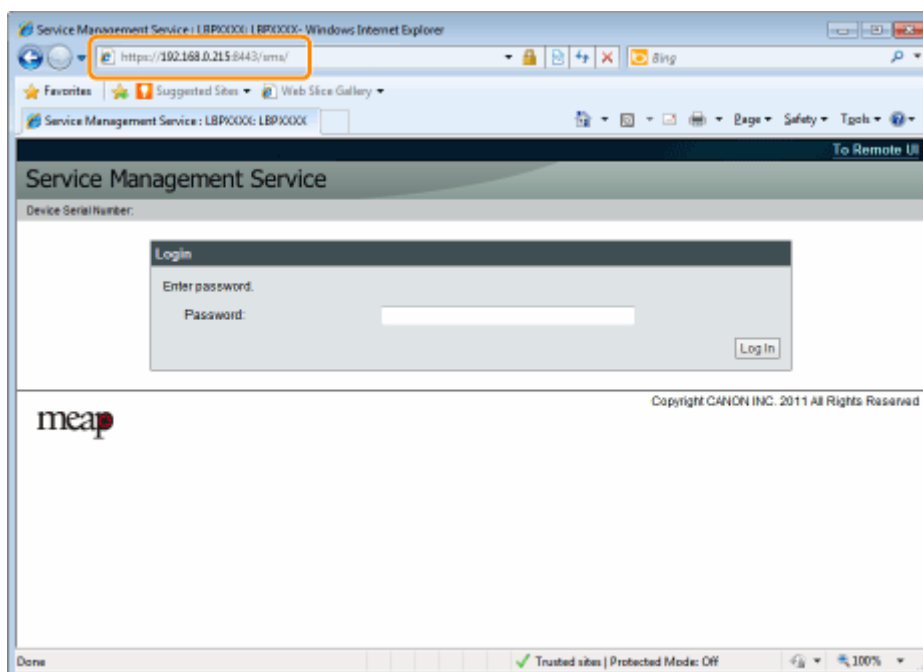 Service Management Service : LBPXXXX: LBPXXXX - Windows Internet Explorer
https://192.168.0.215:8443/sms/
Bing
Favorites Suggested Sites Web Slice Gallery
Service Management Service : LBPXXXX: LBPXXXX
Page Safety Tools
To Remote UI
Service Management Service
Device Serial Number:
Login
Enter password.
Password:
Log In
Copyright CANON INC. 2011 All Rights Reserved
meap
Done
Trusted sites | Protected Mode: Off
100%